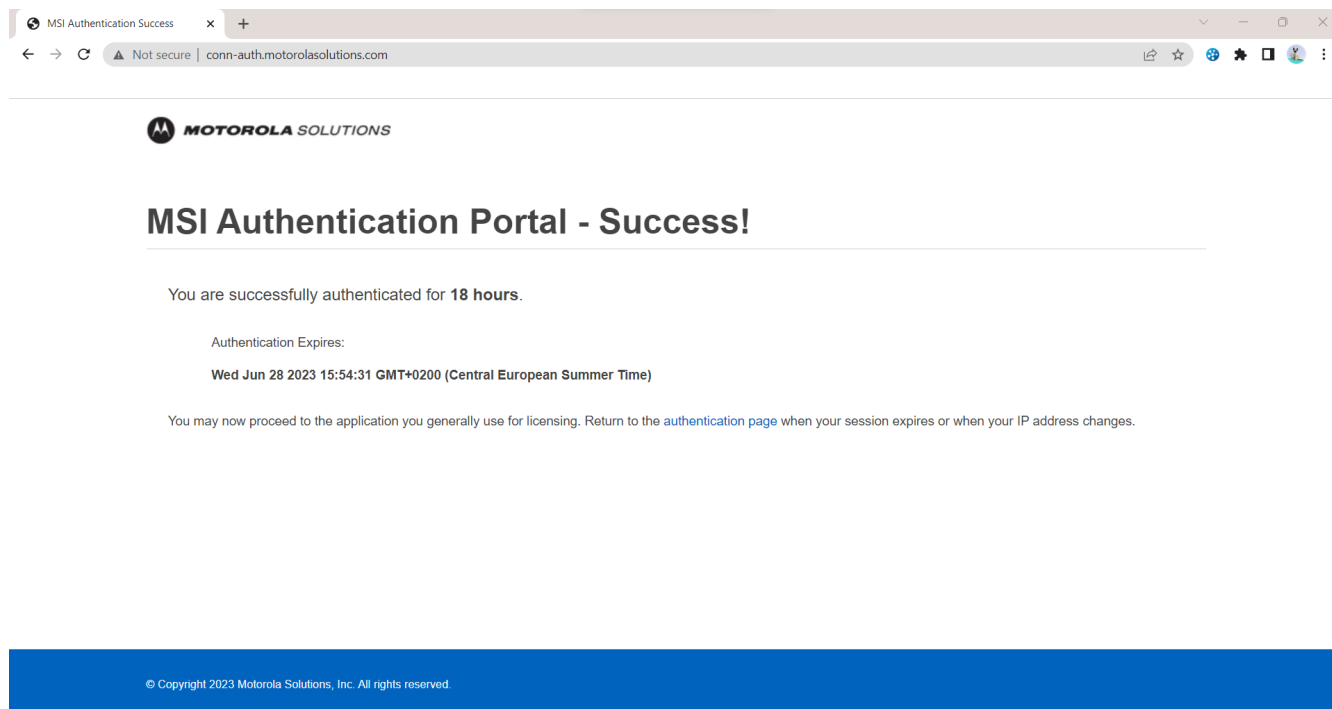 MSI Authentication Success
Not secure | conn-auth.motorolasolutions.com
MOTOROLA SOLUTIONS
MSI Authentication Portal - Success!
You are successfully authenticated for 18 hours.
Authentication Expires:
Wed Jun 28 2023 15:54:31 GMT+0200 (Central European Summer Time)
You may now proceed to the application you generally use for licensing. Return to the authentication page when your session expires or when your IP address changes.
© Copyright 2023 Motorola Solutions, Inc. All rights reserved.